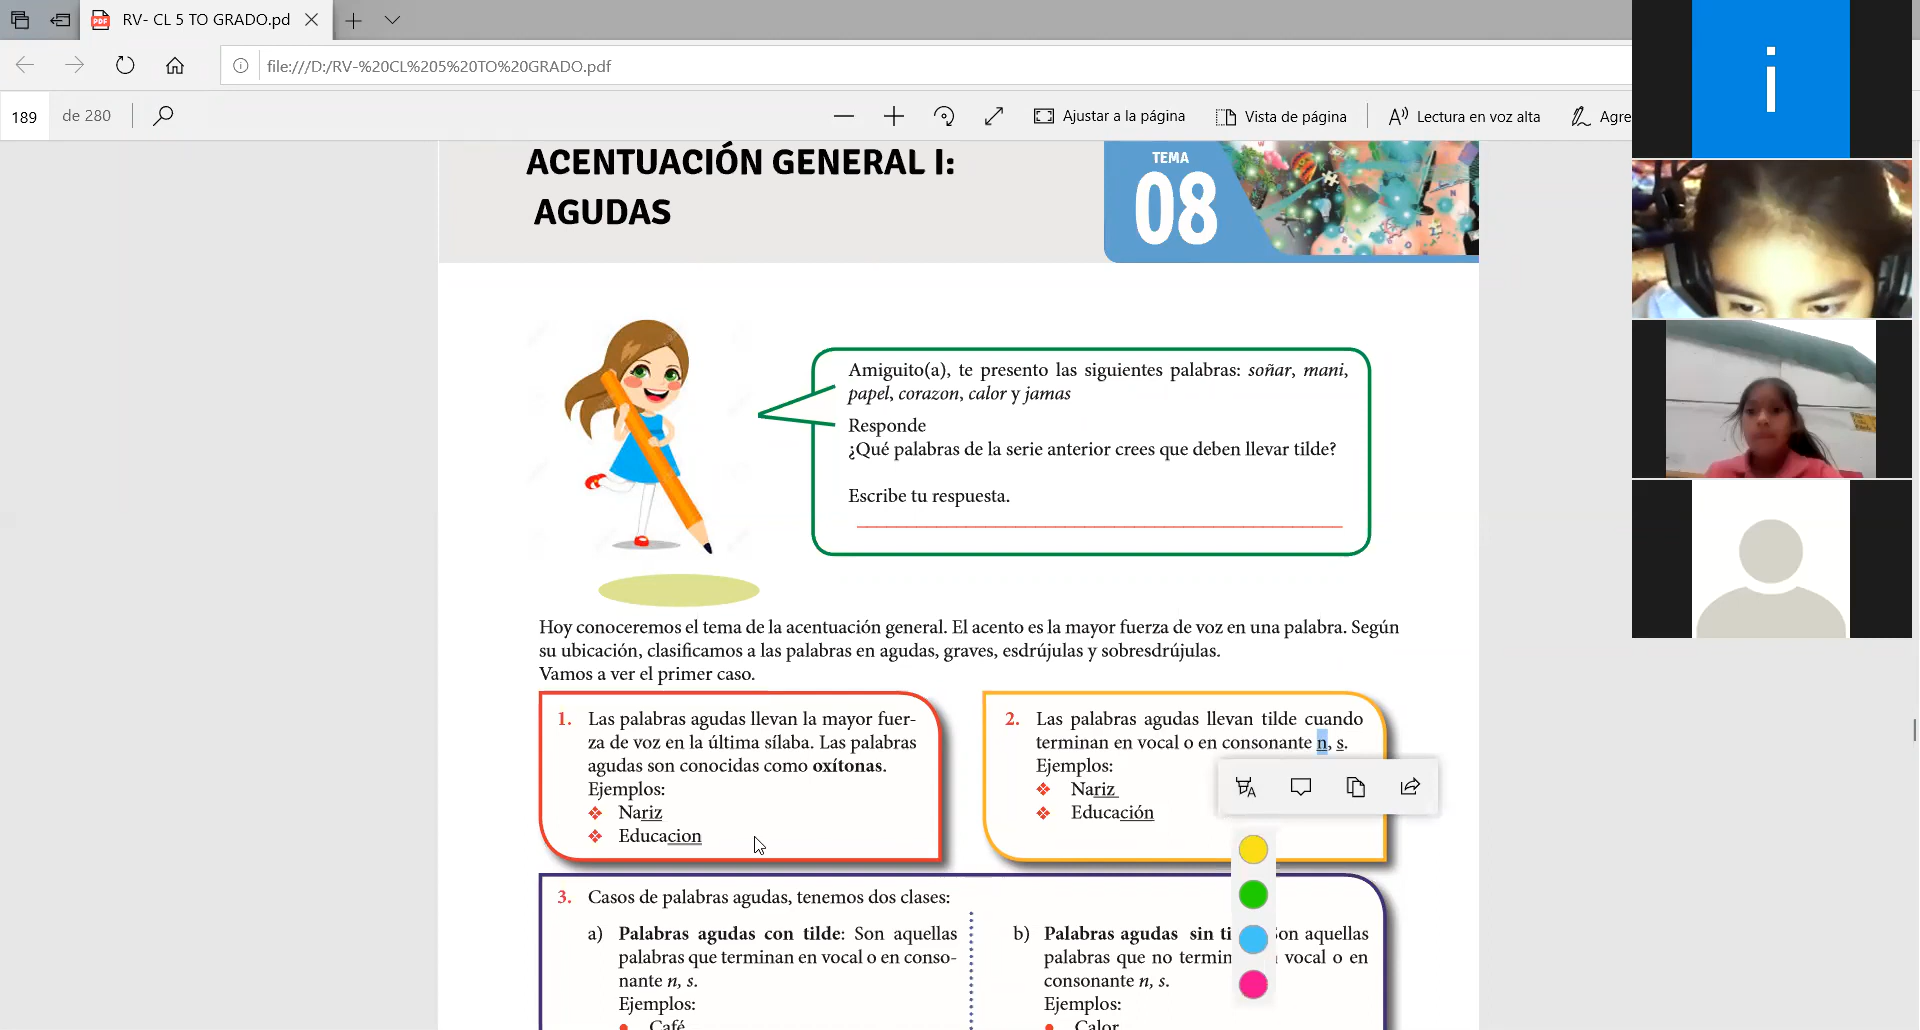 RV- CL 5 TO GRADO.pd
file:///D:/RV-%20CL%205%20TO%20GRADO.pdf
189 de 280
Ajustar a la página
Vista de página
Lectura en voz alta
Agre
i
ACENTUACIÓN GENERAL I:
AGUDAS
TEMA
08
Amiguito(a), te presento las siguientes palabras: soñar, mani,
papel, corazon, calor y jamas
Responde
¿Qué palabras de la serie anterior crees que deben llevar tilde?
Escribe tu respuesta.
Hoy conoceremos el tema de la acentuación general. El acento es la mayor fuerza de voz en una palabra. Según
su ubicación, clasificamos a las palabras en agudas, graves, esdrújulas y sobresdrújulas.
Vamos a ver el primer caso.
1. Las palabras agudas llevan la mayor fuer-
za de voz en la última sílaba. Las palabras
agudas son conocidas como oxítonas.
Ejemplos:
❖ Nariz
❖ Educacion
2. Las palabras agudas llevan tilde cuando
terminan en vocal o en consonante n, s.
Ejemplos:
❖ Nariz
❖ Educación
3. Casos de palabras agudas, tenemos dos clases:
a) Palabras agudas con tilde: Son aquellas
palabras que terminan en vocal o en conso-
nante n, s.
Ejemplos:
• Café
b) Palabras agudas sin ti on aquellas
palabras que no termin vocal o en
consonante n, s.
Ejemplos:
• Calor